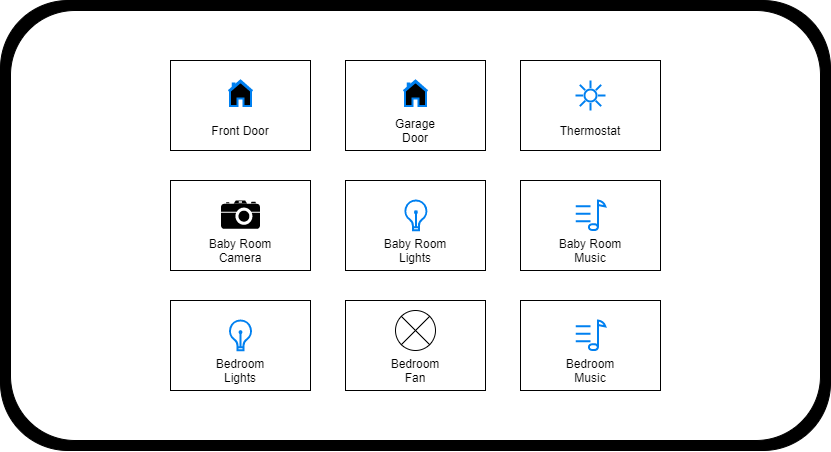 Front Door
Garage
Door
Thermostat
Baby Room
Camera
Baby Room
Lights
Baby Room
Music
Bedroom
Lights
Bedroom
Fan
Bedroom
Music